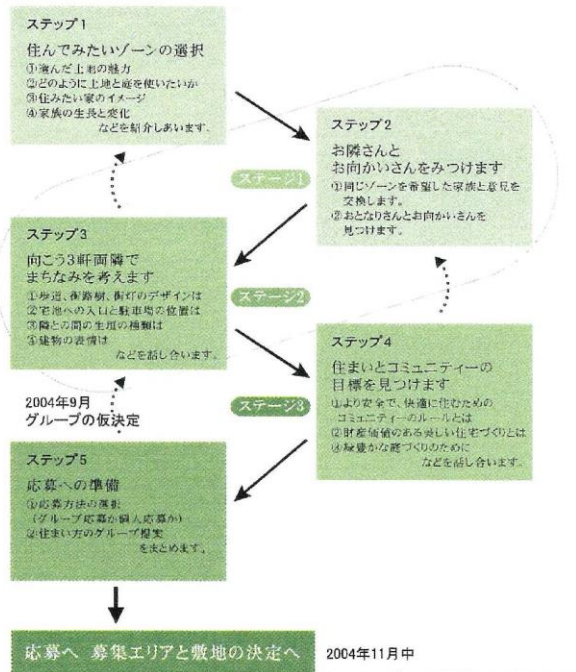 ステップ1
住んでみたいゾーンの選択
①選んだ土地の魅力
②どのように土地と庭を使いたいか
③住みたい家のイメージ
④家族の生長と変化
などを紹介しあいます。
ステップ2
お隣さんと
お向かいさんをみつけます
①同じゾーンを希望した家族と意見を
交換します。
②おとなりさんとお向かいさんを
見つけます。
ステージ1
ステップ3
向こう3軒両隣で
まちなみを考えます
①歩道、街路樹、街灯のデザインは
②宅地への入口と駐車場の位置は
③隣との間の生垣の種類は
④建物の表情は
などを話し合います。
ステージ2
ステップ4
住まいとコミュニティーの
目標を見つけます
①より安全で、快適に住むための
コミュニティーのルールとは
②財産価値のある美しい住宅づくりとは
③緑豊かな庭づくりのために
などを話し合います。
ステージ3
2004年9月
グループの仮決定
ステップ5
応募への準備
①応募方法の選択
(グループ応募か個人応募か)
②住まい方のグループ提案
をまとめます。
応募へ 募集エリアと敷地の決定へ
2004年11月中